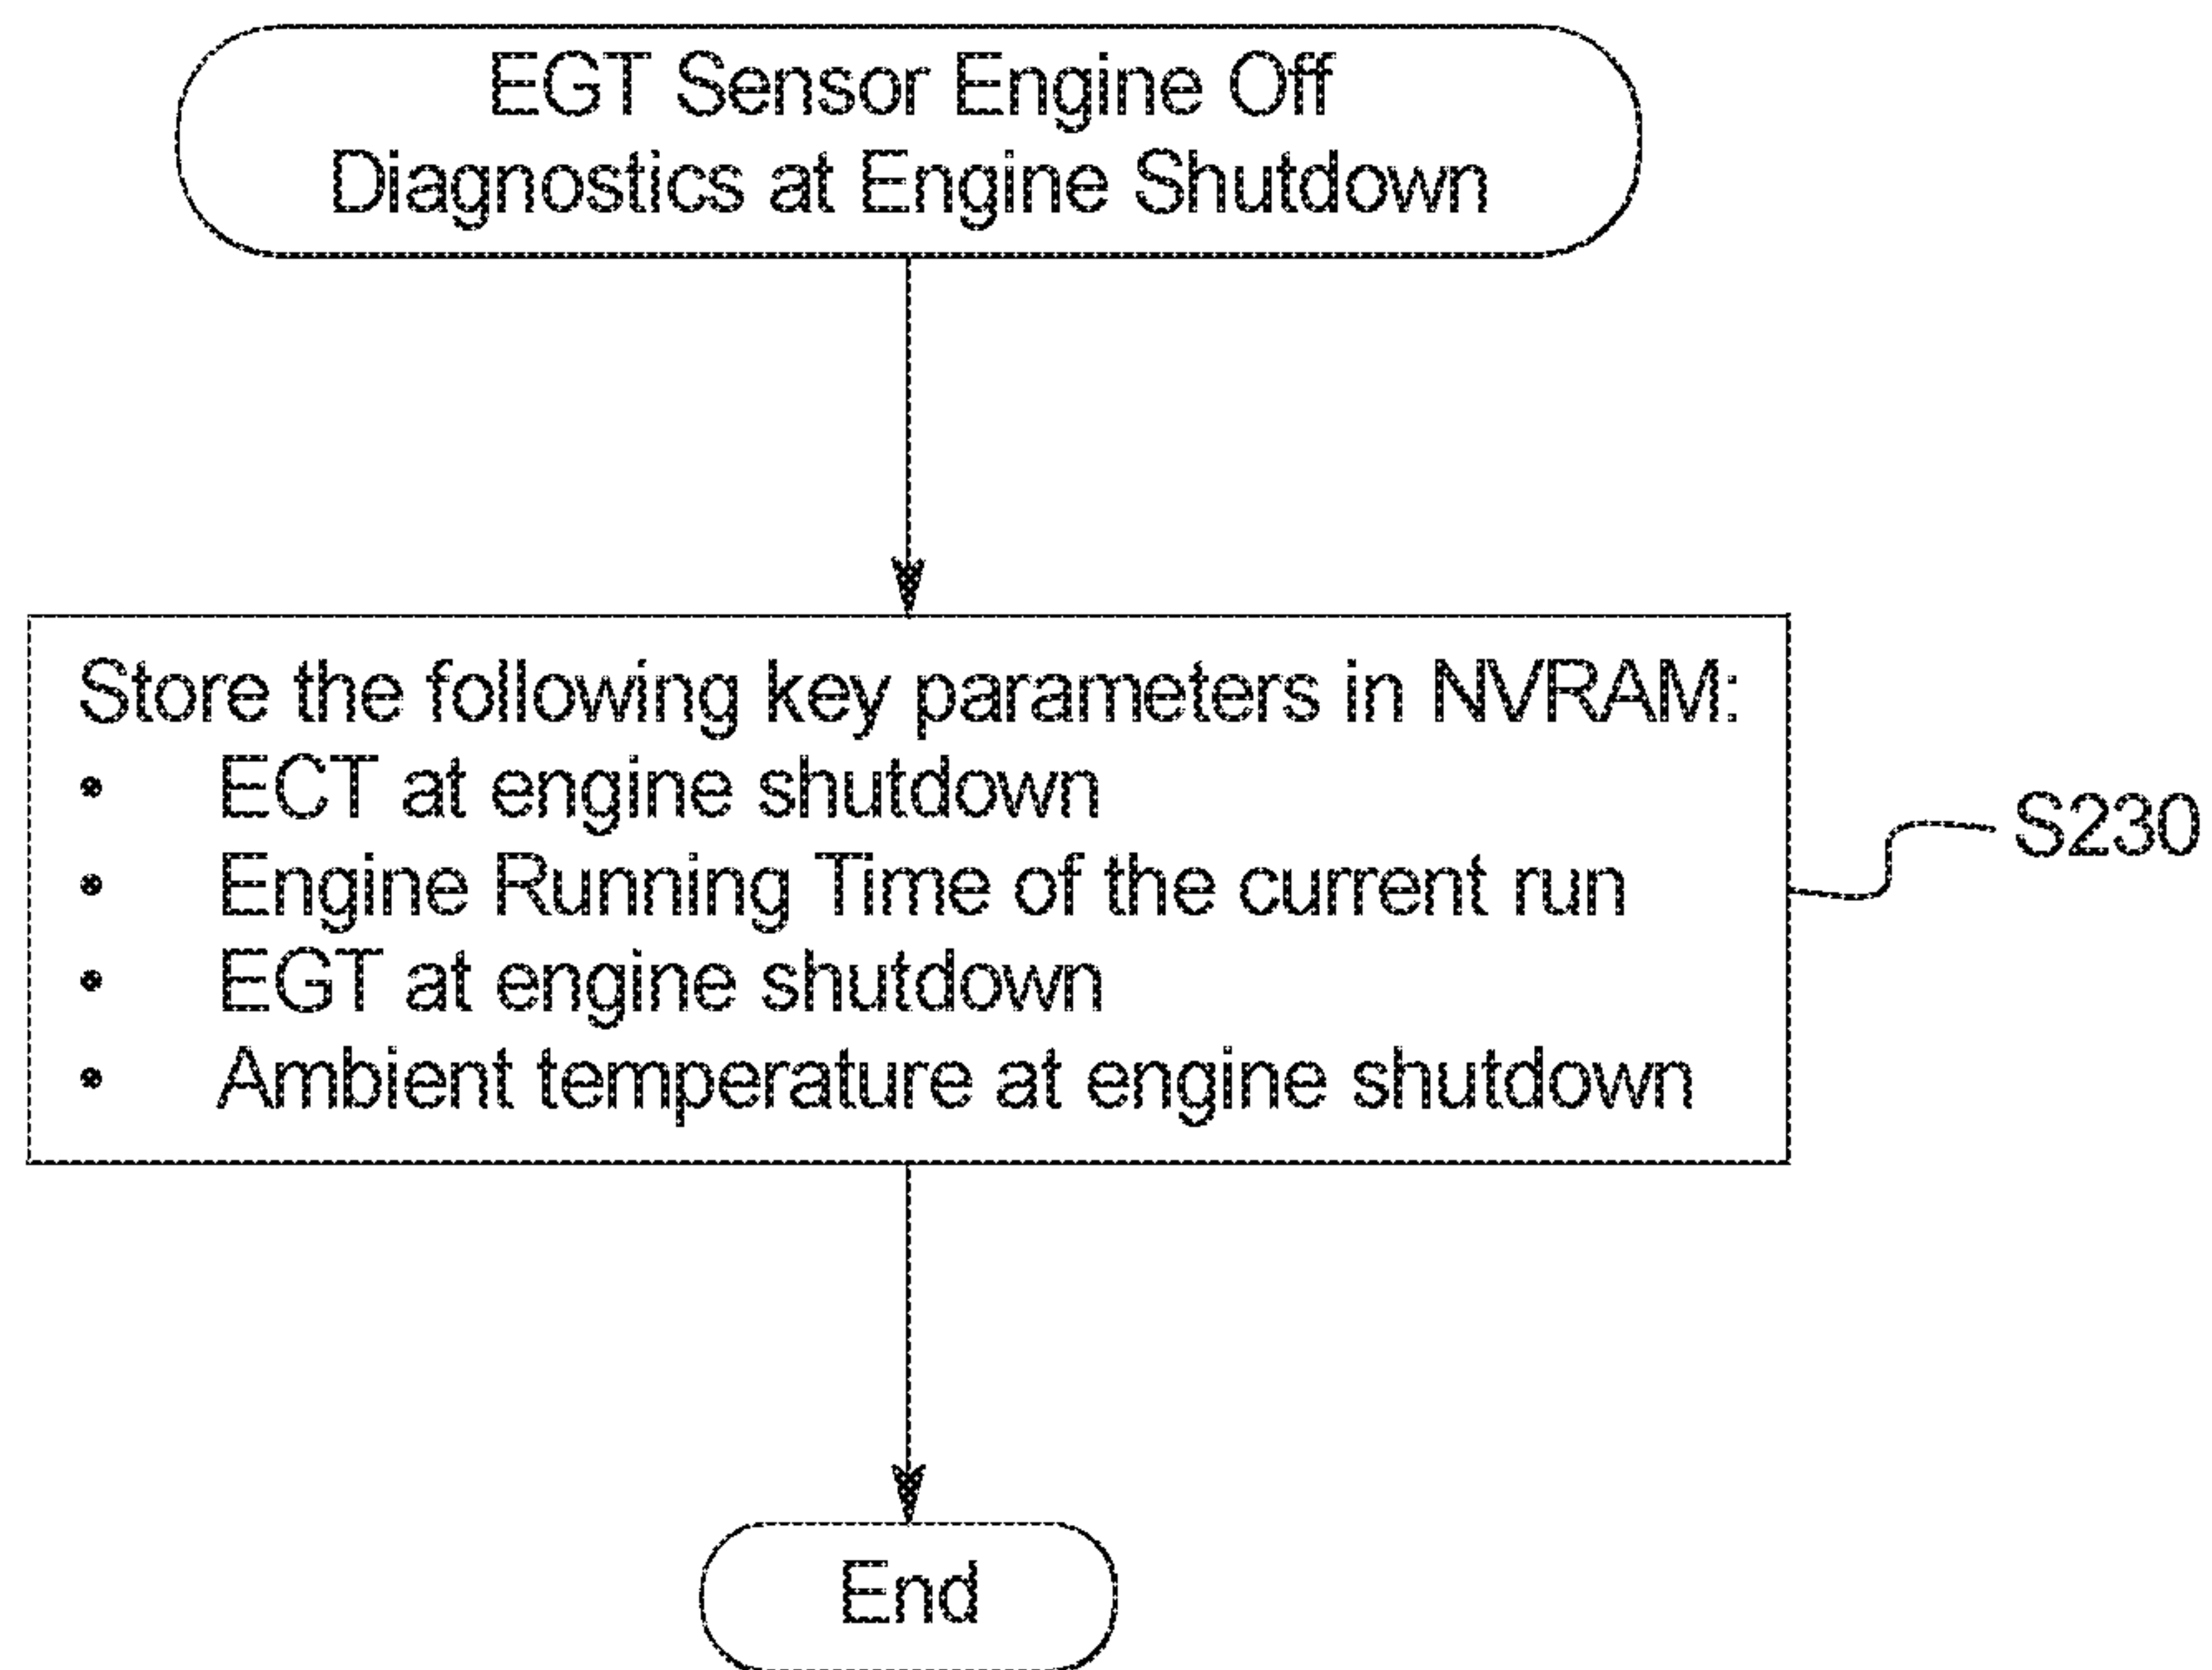 EGT Sensor Engine Off
Diagnostics at Engine Shutdown
Store the following key parameters in NVRAM:
• ECT at engine shutdown
• Engine Running Time of the current run
• EGT at engine shutdown
• Ambient temperature at engine shutdown
S230
End